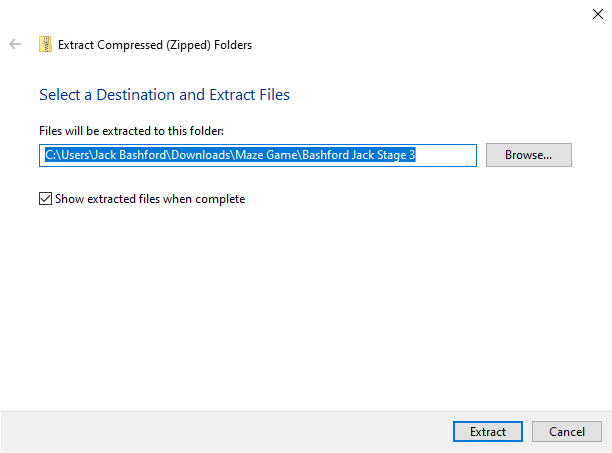 Extract Compressed (Zipped) Folders
Select a Destination and Extract Files
Files will be extracted to this folder:
C:\Users\Jack Bashford\Downloads\Maze Game\Bashford Jack Stage 3
Browse...
Show extracted files when complete
Extract
Cancel